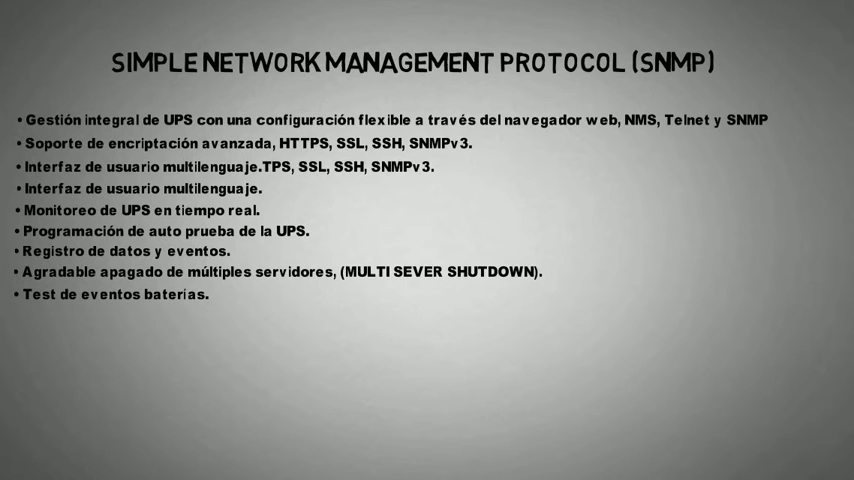 SIMPLE NETWORK MANAGEMENT PROTOCOL (SNMP)
• Gestión integral de UPS con una configuración flexible a través del navegador web, NMS, Telnet y SNMP
• Soporte de encriptación avanzada, HTTPS, SSL, SSH, SNMPv3.
• Interfaz de usuario multilenguaje.TPS, SSL, SSH, SNMPv3.
• Interfaz de usuario multilenguaje.
• Monitoreo de UPS en tiempo real.
• Programación de auto prueba de la UPS.
• Registro de datos y eventos.
• Agradable apagado de múltiples servidores, (MULTI SEVER SHUTDOWN).
• Test de eventos baterías.